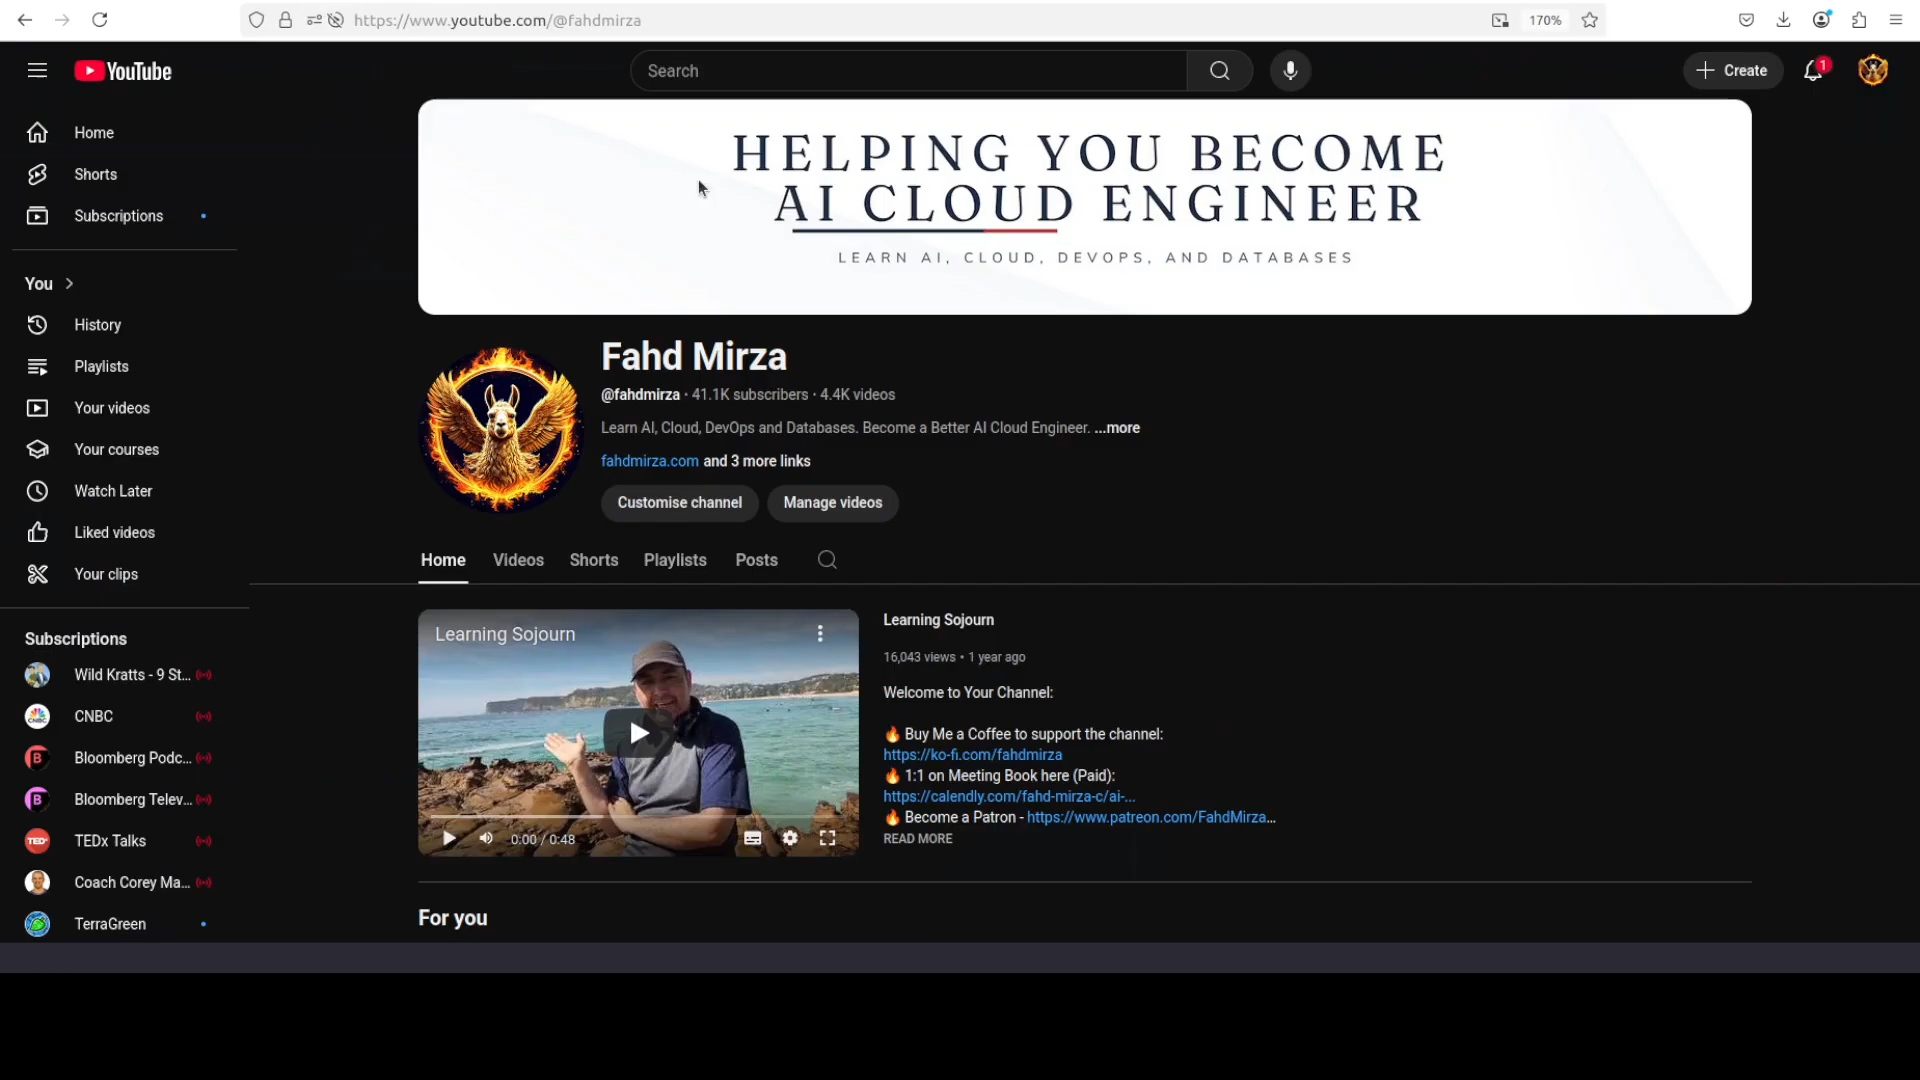 https://www.youtube.com/@fahdmirza
170%
YouTube
Search
Create
1
Home
Shorts
Subscriptions
You
History
Playlists
Your videos
Your courses
Watch Later
Liked videos
Your clips
Subscriptions
Wild Kratts - 9 St...
CNBC
Bloomberg Podc...
Bloomberg Telev...
TEDx Talks
Coach Corey Ma...
TerraGreen
HELPING YOU BECOME
AI CLOUD ENGINEER
LEARN AI, CLOUD, DEVOPS, AND DATABASES
Fahd Mirza
@fahdmirza · 41.1K subscribers · 4.4K videos
Learn AI, Cloud, DevOps and Databases. Become a Better AI Cloud Engineer. ...more
fahdmirza.com and 3 more links
Customise channel
Manage videos
Home
Videos
Shorts
Playlists
Posts
Learning Sojourn
0:00 / 0:48
Learning Sojourn
16,043 views • 1 year ago
Welcome to Your Channel:
🔥 Buy Me a Coffee to support the channel:
https://ko-fi.com/fahdmirza
🔥 1:1 on Meeting Book here (Paid):
https://calendly.com/fahd-mirza-c/ai-...
🔥 Become a Patron - https://www.patreon.com/FahdMirza...
READ MORE
For you